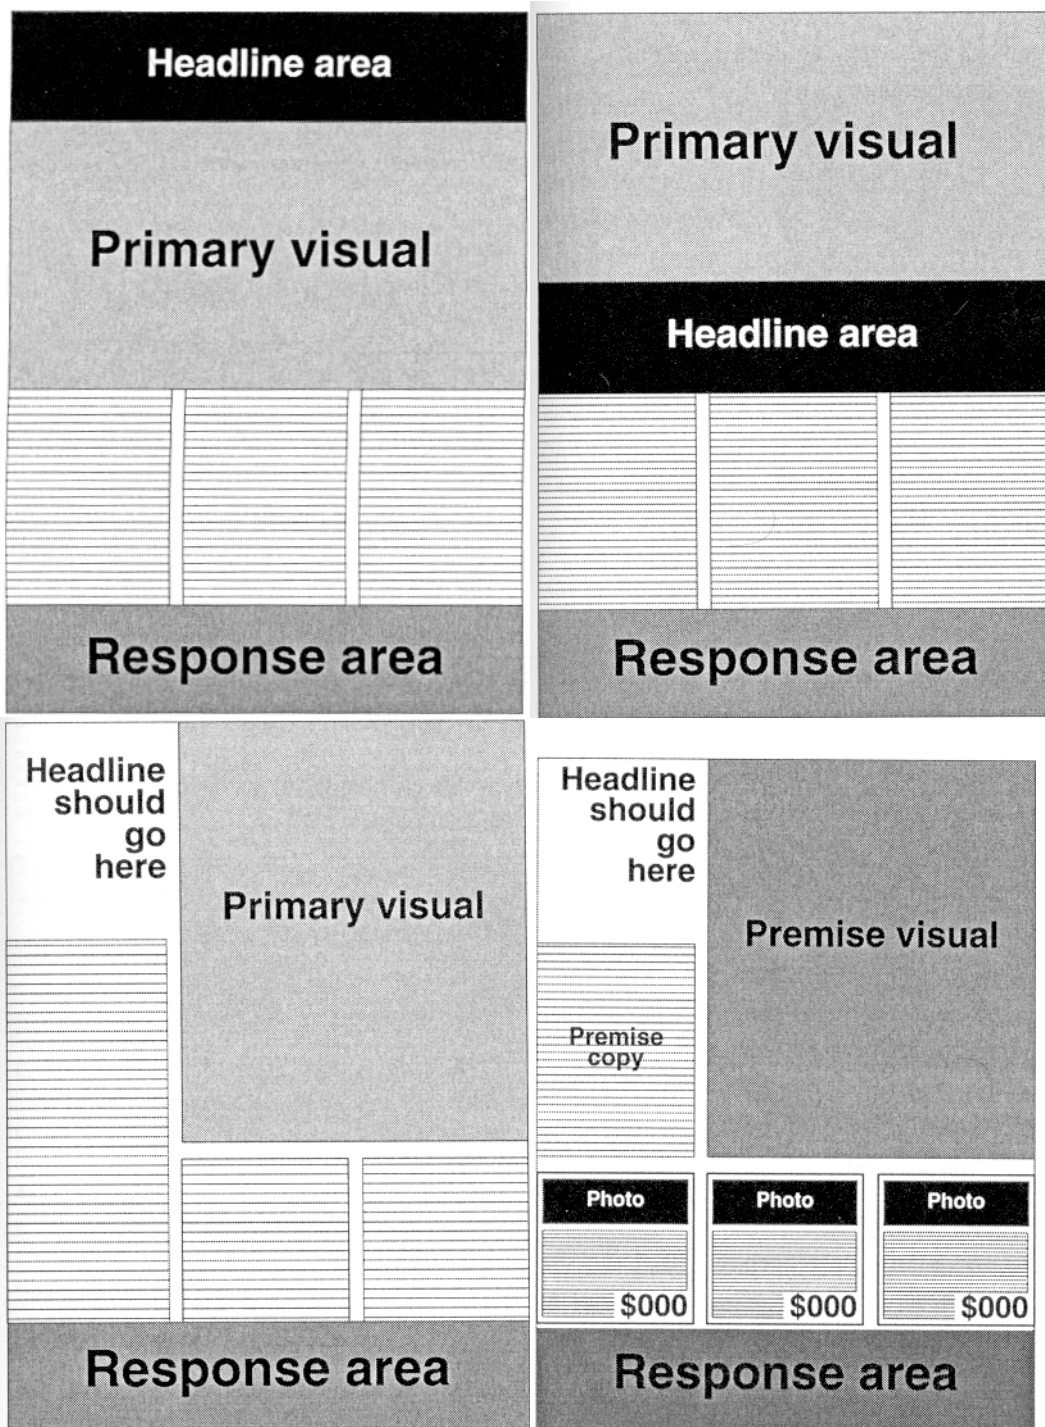 Headline area
Primary visual
Response area
Primary visual
Headline area
Response area
Headline
should
go
here
Primary visual
Response area
Headline
should
go
here
Premise visual
Premise
copy
Photo
$000
Photo
$000
Photo
$000
Response area